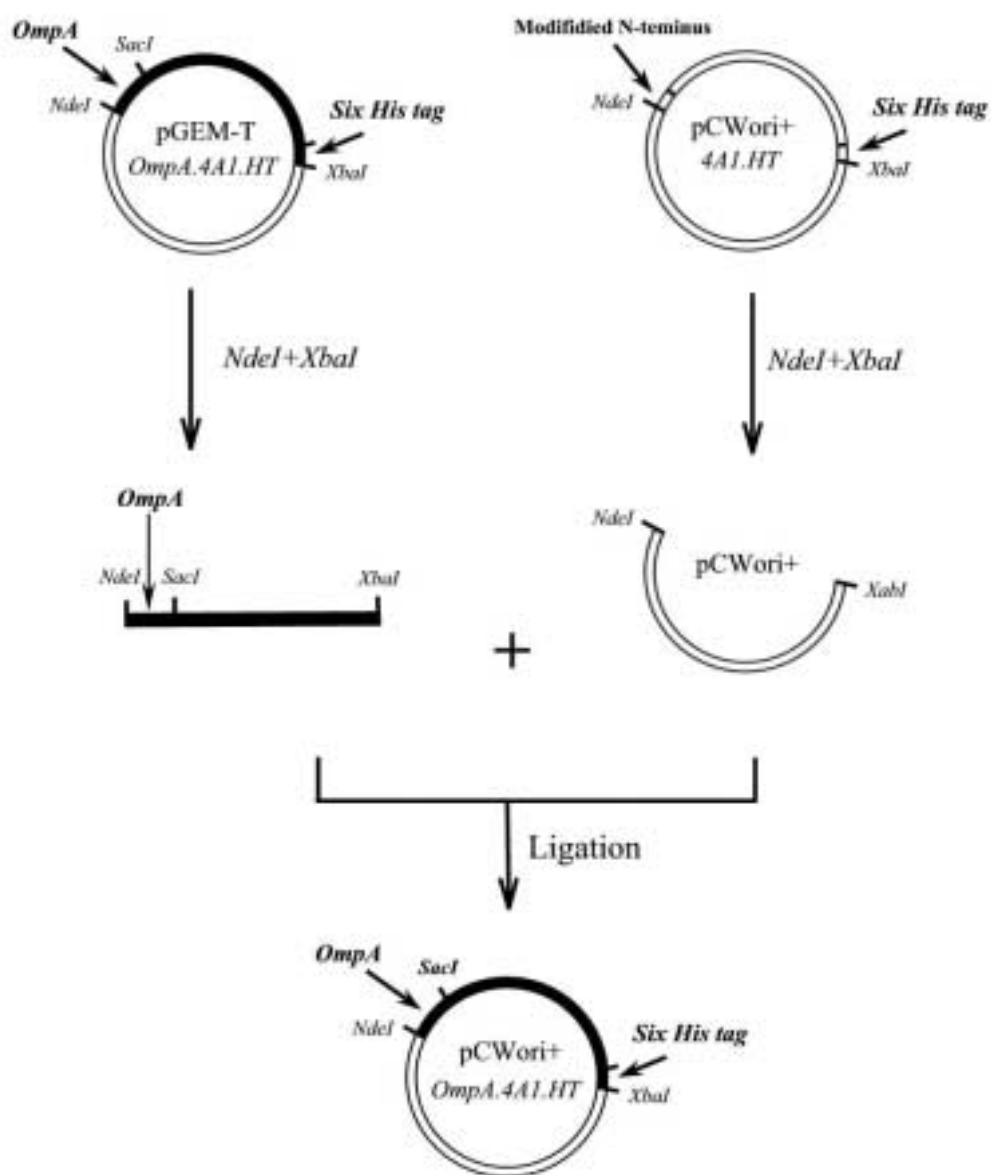 OmpA
SacI
NdeI
Six His tag
pGEM-T
OmpA.4A1.HT
XbaI
Modifidied N-teminus
NdeI
Six His tag
pCWori+
4A1.HT
XbaI
NdeI+XbaI
NdeI+XbaI
OmpA
NdeI SacI XbaI
NdeI
pCWori+
XabI
+
Ligation
OmpA
SacI
NdeI
Six His tag
pCWori+
OmpA.4A1.HT
XbaI